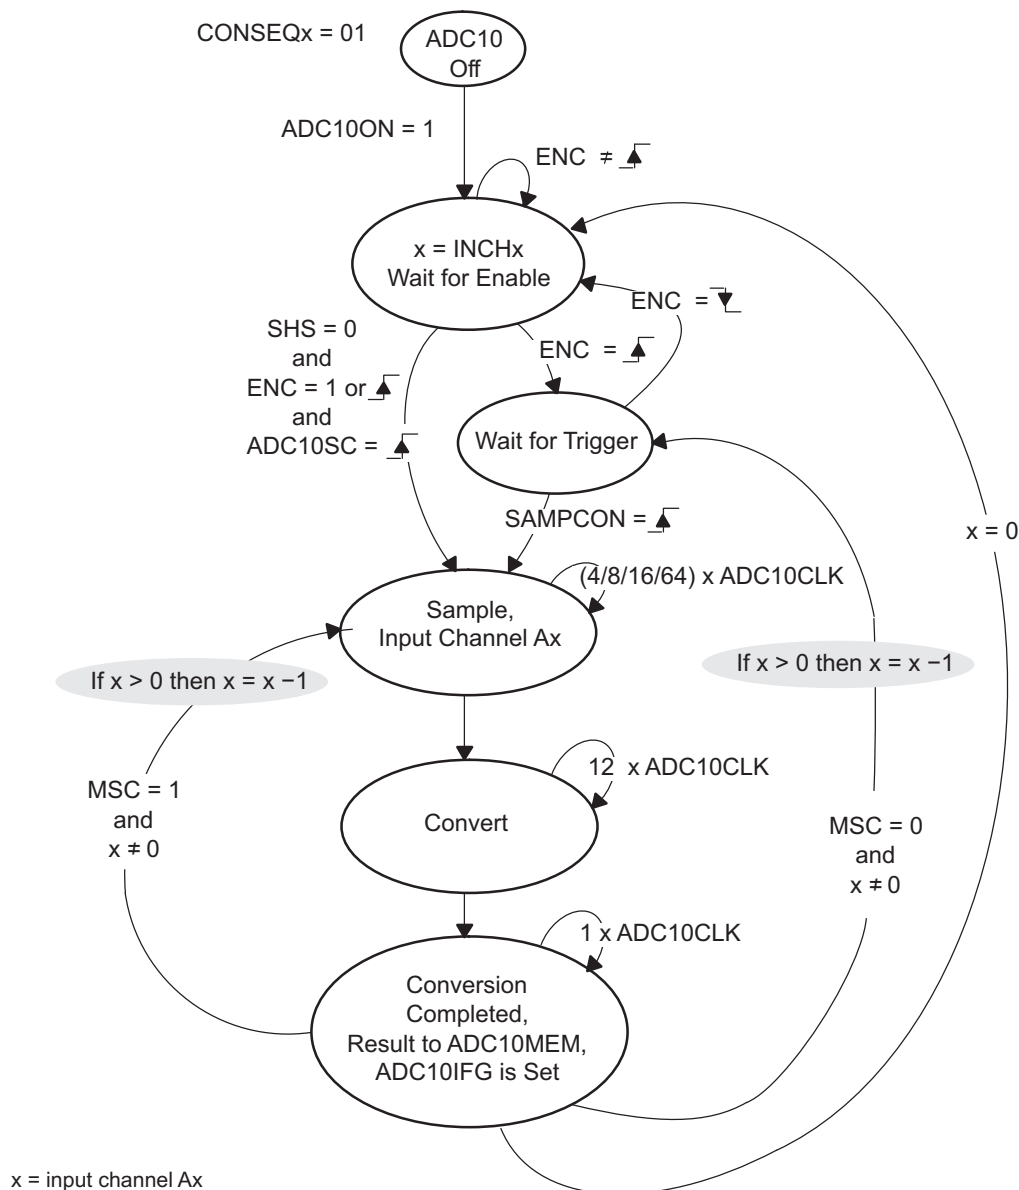 CONSEQx = 01
ADC10
Off
ADC10ON = 1
ENC ≠
x = INCHx
Wait for Enable
ENC =
SHS = 0
and
ENC = 1 or
and
ADC10SC =
ENC =
Wait for Trigger
SAMPCON =
x = 0
(4/8/16/64) x ADC10CLK
Sample,
Input Channel Ax
If x > 0 then x = x −1
If x > 0 then x = x −1
12 x ADC10CLK
MSC = 1
and
x ≠ 0
Convert
MSC = 0
and
x ≠ 0
1 x ADC10CLK
Conversion
Completed,
Result to ADC10MEM,
ADC10IFG is Set
x = input channel Ax